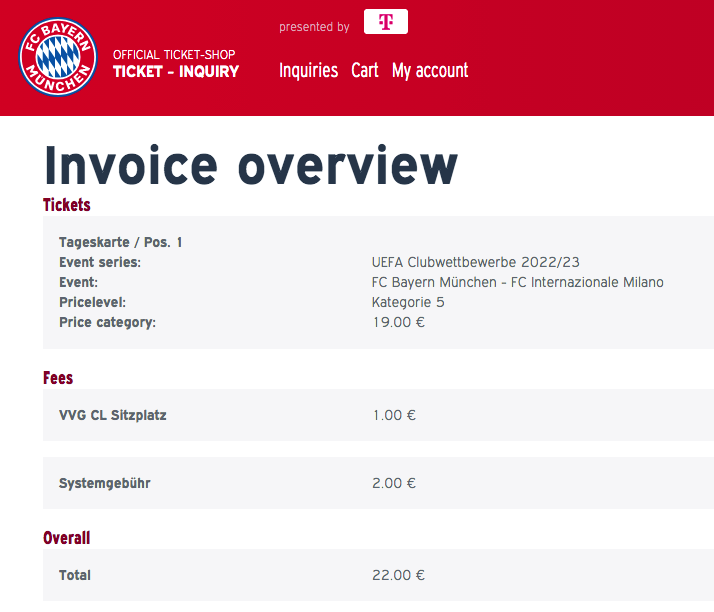 FC BAYERN
MÜNCHEN
presented by
T
OFFICIAL TICKET-SHOP
TICKET - INQUIRY
Inquiries Cart My account
Invoice overview
Tickets
Tageskarte / Pos. 1
Event series: UEFA Clubwettbewerbe 2022/23
Event: FC Bayern München - FC Internazionale Milano
Pricelevel: Kategorie 5
Price category: 19.00 €
Fees
VVG CL Sitzplatz 1.00 €
Systemgebühr 2.00 €
Overall
Total 22.00 €